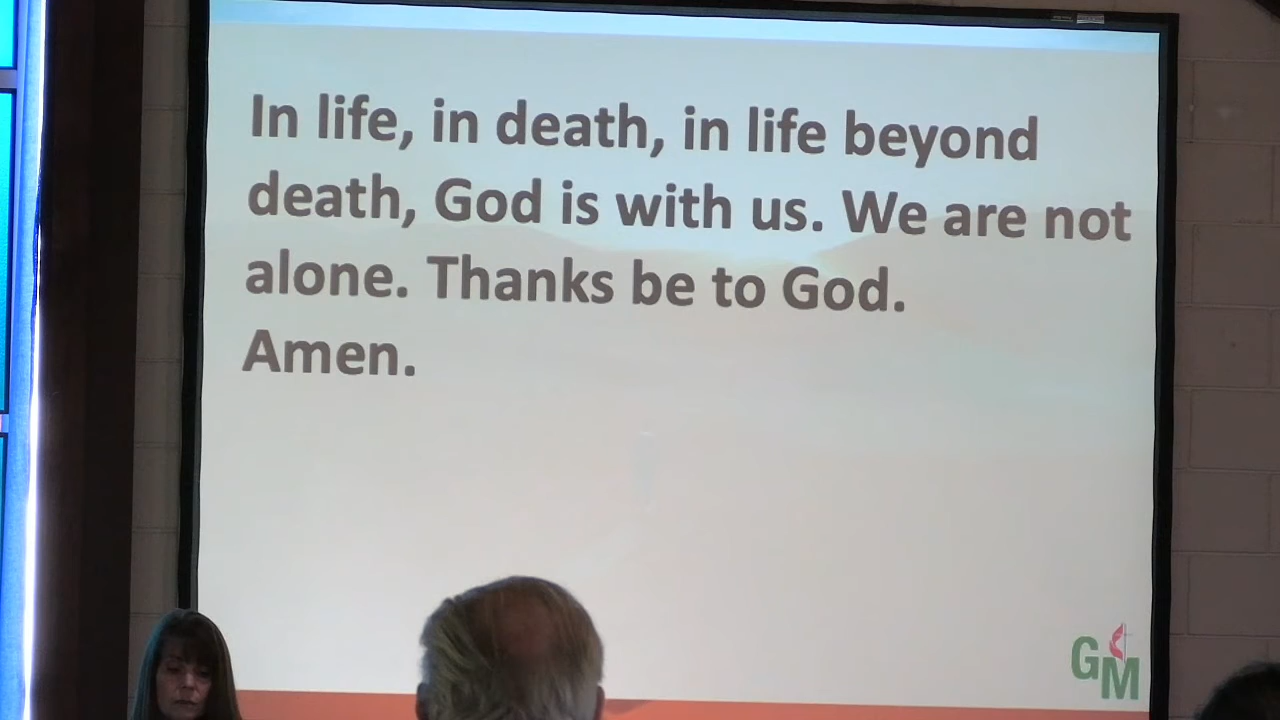 In life, in death, in life beyond
death, God is with us. We are not
alone. Thanks be to God.
Amen.
GM